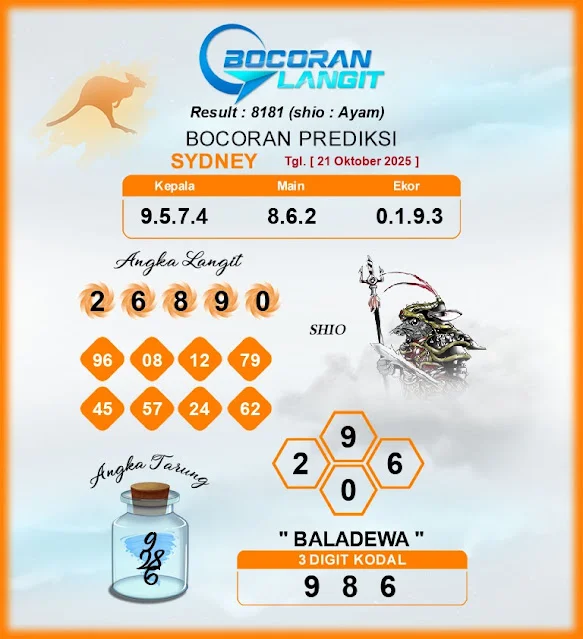 BOCORAN
LANGIT
Result : 8181 (shio : Ayam)
BOCORAN PREDIKSI
SYDNEY Tgl. [ 21 Oktober 2025 ]
Kepala Main Ekor
9.5.7.4 8.6.2 0.1.9.3
Angka Langit
2 6 8 9 0
SHIO
96 08 12 79
45 57 24 62
9
2 6
0
Angka Tarung
9
28
6
" BALADEWA "
3 DIGIT KODAL
9 8 6